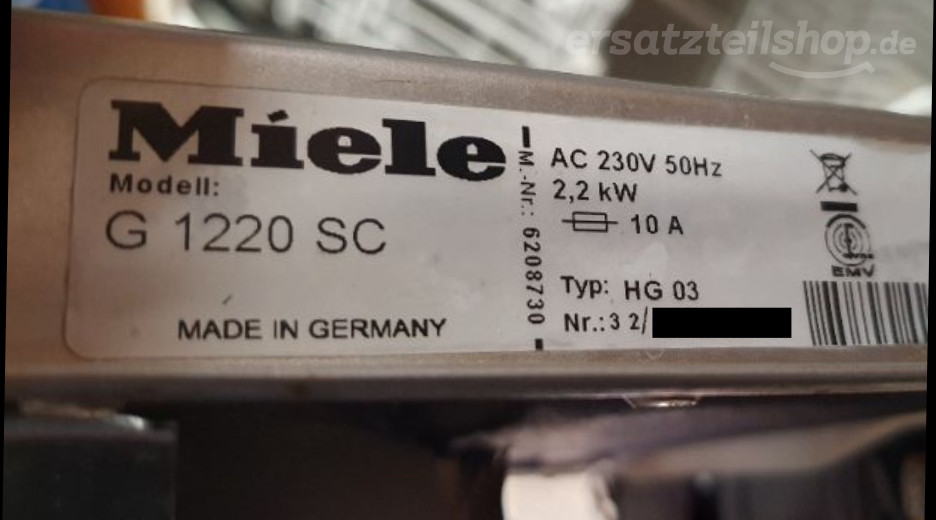 ersatzteilshop.de
Miele
Modell:
G 1220 SC
MADE IN GERMANY
M.-Nr.: 6208730
AC 230V 50Hz
2,2 kW
10 A
Typ: HG 03
Nr.:3 2/
EMV